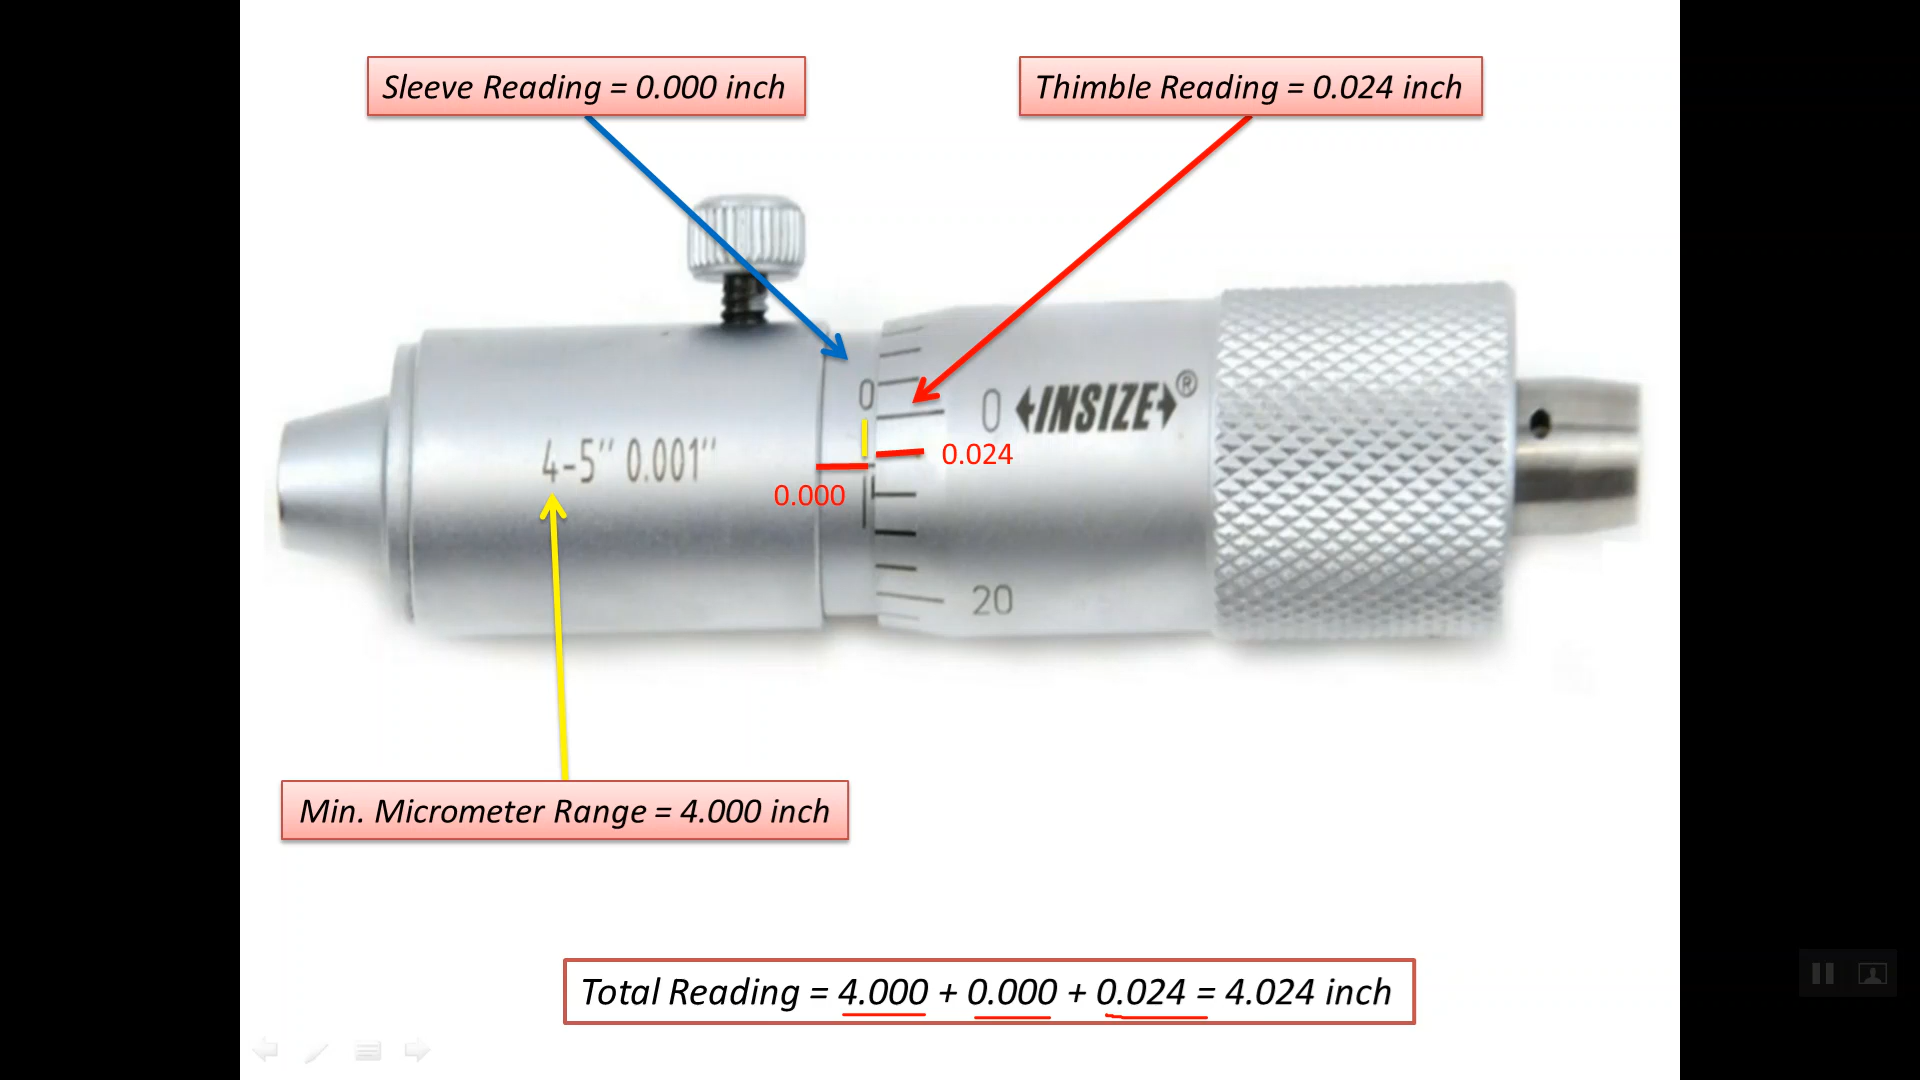 Sleeve Reading = 0.000 inch
Thimble Reading = 0.024 inch
0
0
INSIZE®
4-5″ 0.001″
0.024
0.000
20
Min. Micrometer Range = 4.000 inch
Total Reading = 4.000 + 0.000 + 0.024 = 4.024 inch